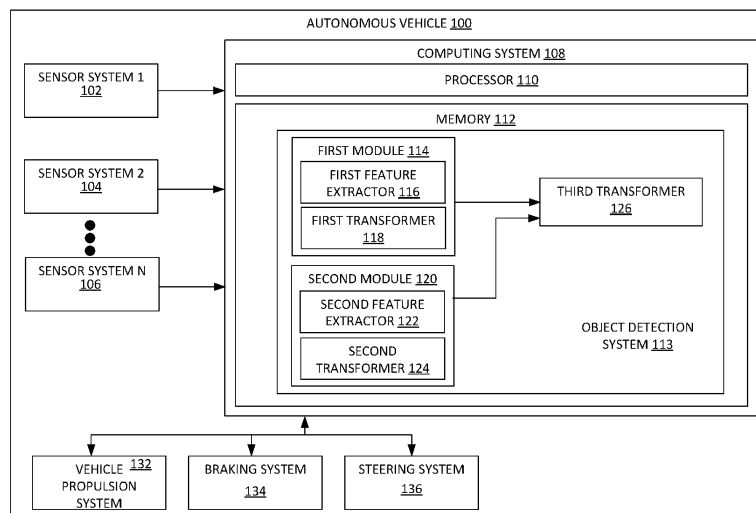 AUTONOMOUS VEHICLE 100
COMPUTING SYSTEM 108
PROCESSOR 110
SENSOR SYSTEM 1
102
MEMORY 112
FIRST MODULE 114
FIRST FEATURE
EXTRACTOR 116
FIRST TRANSFORMER
118
SENSOR SYSTEM 2
104
THIRD TRANSFORMER
126
SENSOR SYSTEM N
106
SECOND MODULE 120
SECOND FEATURE
EXTRACTOR 122
SECOND
TRANSFORMER 124
OBJECT DETECTION
SYSTEM 113
VEHICLE 132
PROPULSION
SYSTEM
BRAKING SYSTEM
134
STEERING SYSTEM
136